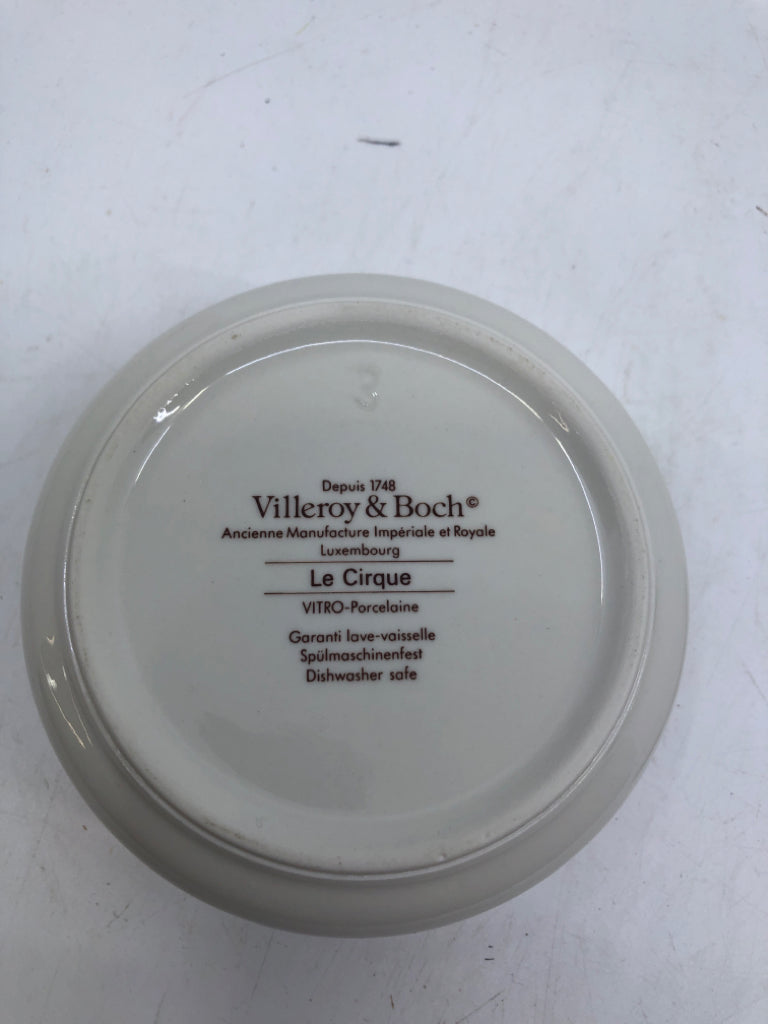 3
Depuis 1748
Villeroy & Boch©
Ancienne Manufacture Impériale et Royale
Luxembourg
Le Cirque
VITRO-Porcelaine
Garanti lave-vaisselle
Spülmaschinenfest
Dishwasher safe